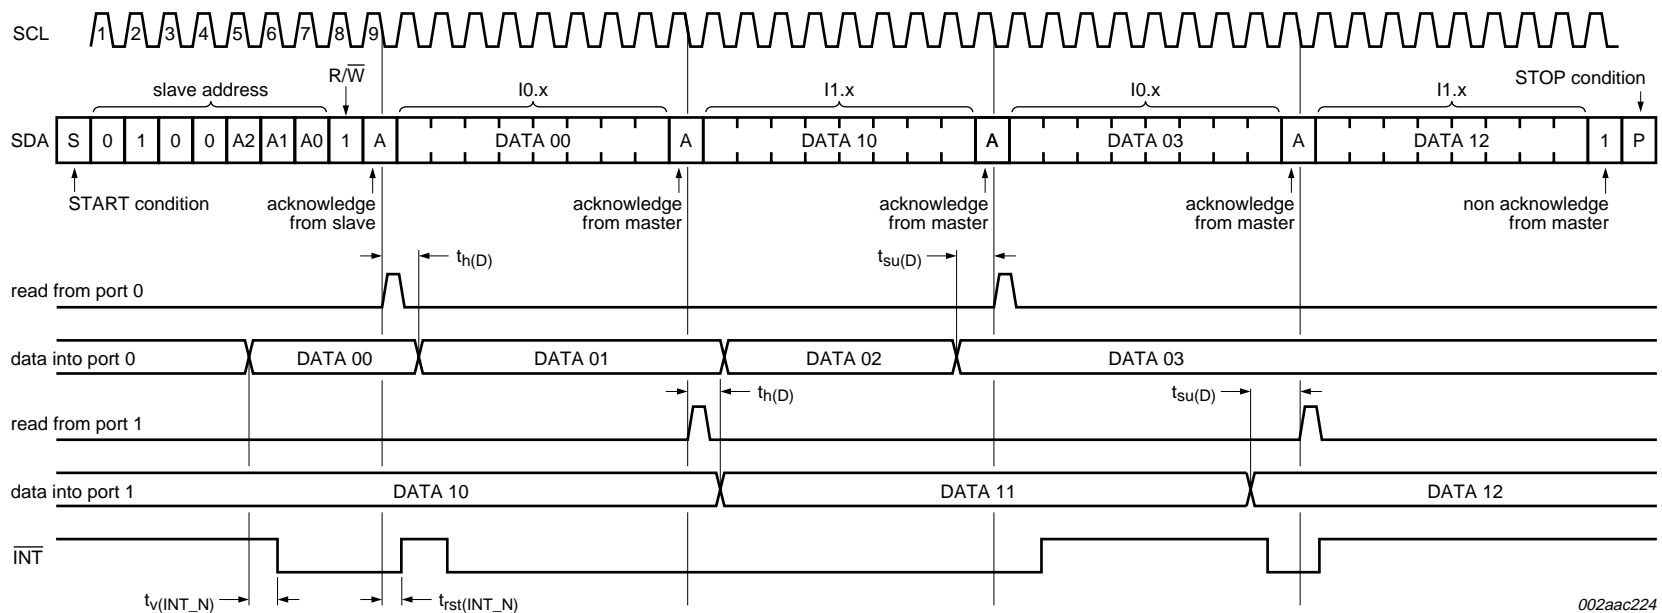 SCL 1 2 3 4 5 6 7 8 9
R/W̅
slave address I0.x I1.x I0.x I1.x STOP condition
SDA S 0 1 0 0 A2 A1 A0 1 A DATA 00 A DATA 10 A DATA 03 A DATA 12 1 P
START condition
acknowledge from slave
acknowledge from master
acknowledge from master
acknowledge from master
non acknowledge from master
th(D) tsu(D)
read from port 0
data into port 0 DATA 00 DATA 01 DATA 02 DATA 03
th(D) tsu(D)
read from port 1
data into port 1 DATA 10 DATA 11 DATA 12
I̅N̅T̅
tv(INT_N) trst(INT_N)
002aac224